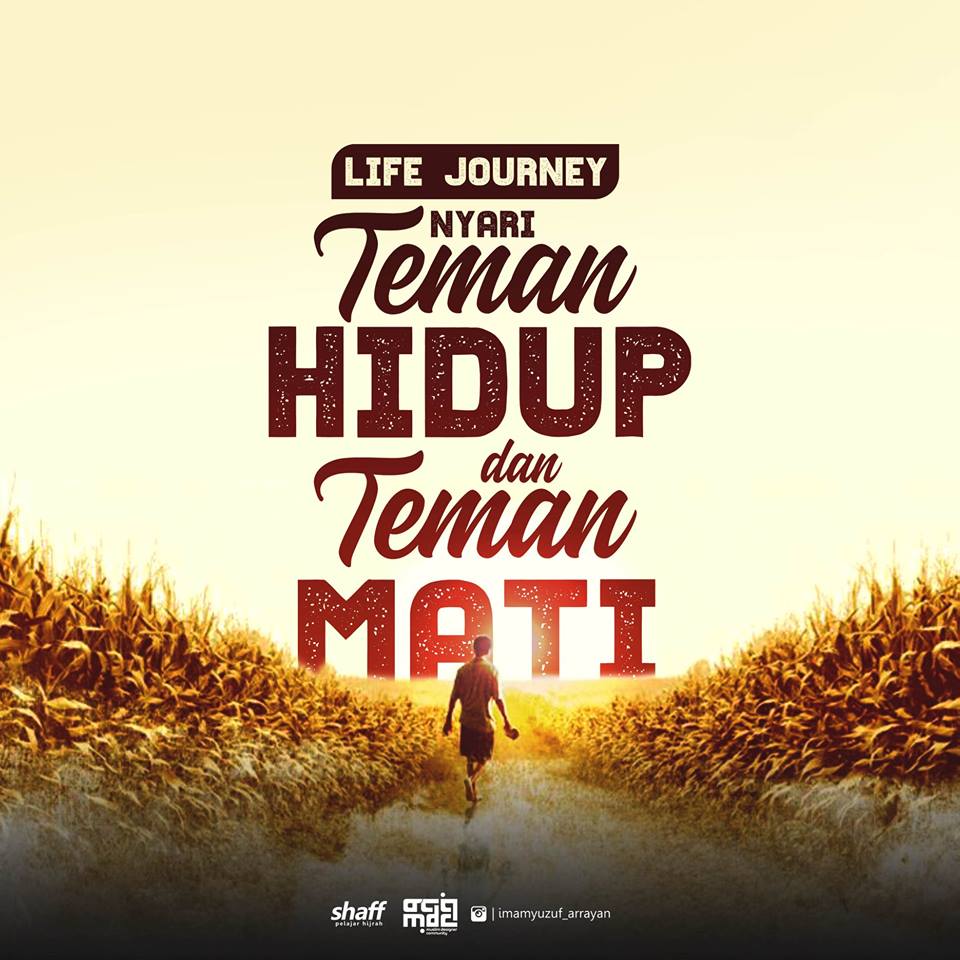 LIFE JOURNEY
NYARI
Teman
HIDUP
dan
Teman
MATI
shaff
pelajar hijrah
muslim designer
community
| imamyuzuf_arrayan